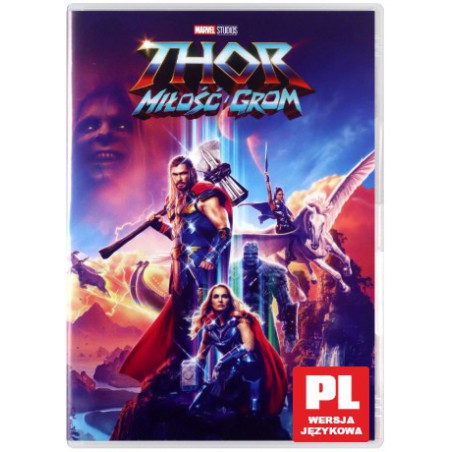 MARVEL STUDIOS
THOR
MIŁOŚĆ I GROM
PL
WERSJA
JĘZYKOWA